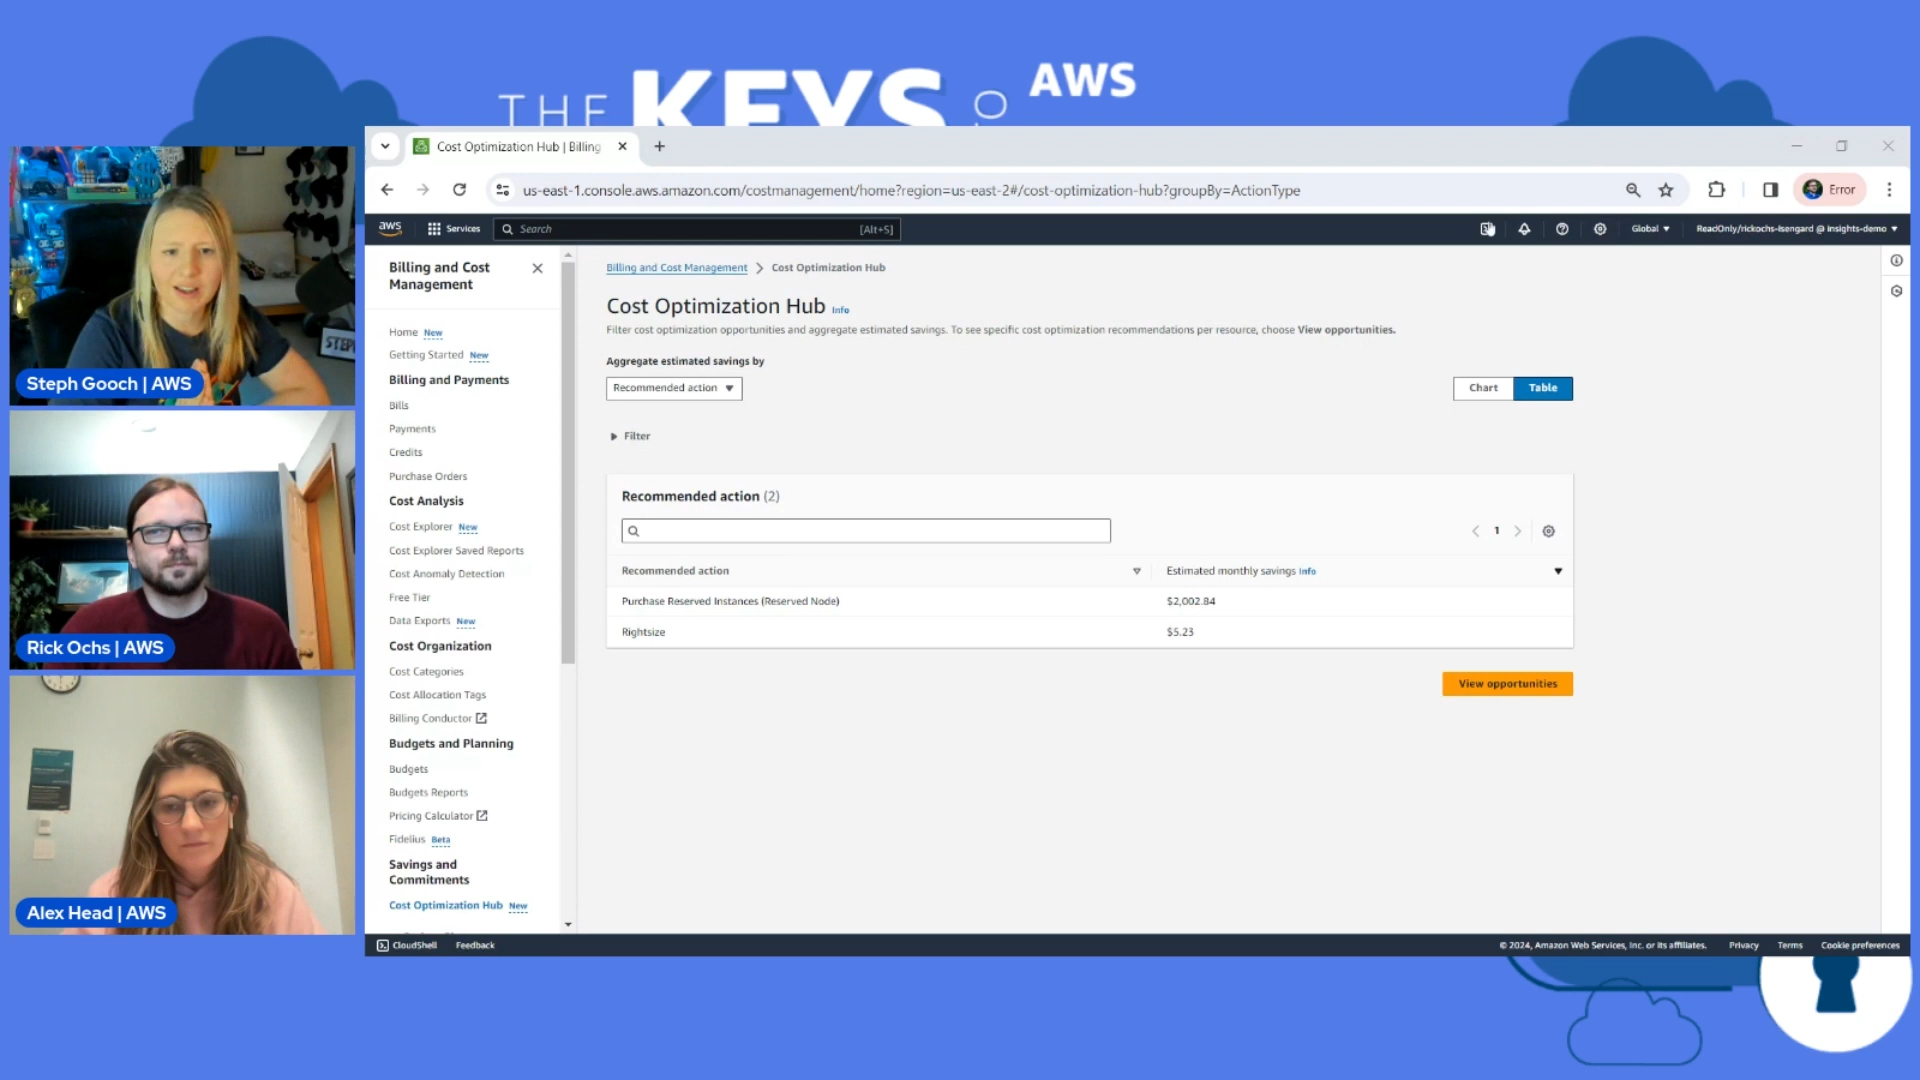 THE KEYS TO AWS
Cost Optimization Hub | Billing
us-east-1.console.aws.amazon.com/costmanagement/home?region=us-east-2#/cost-optimization-hub?groupBy=ActionType
Error
aws
Services
Search
[Alt+S]
Global
ReadOnly/rickochs-Isengard @ insights-demo
Steph Gooch | AWS
Rick Ochs | AWS
Alex Head | AWS
Billing and Cost
Management
Home New
Getting Started New
Billing and Payments
Bills
Payments
Credits
Purchase Orders
Cost Analysis
Cost Explorer New
Cost Explorer Saved Reports
Cost Anomaly Detection
Free Tier
Data Exports New
Cost Organization
Cost Categories
Cost Allocation Tags
Billing Conductor
Budgets and Planning
Budgets
Budgets Reports
Pricing Calculator
Fidelius Beta
Savings and
Commitments
Cost Optimization Hub New
Billing and Cost Management > Cost Optimization Hub
Cost Optimization Hub Info
Filter cost optimization opportunities and aggregate estimated savings. To see specific cost optimization recommendations per resource, choose View opportunities.
Aggregate estimated savings by
Recommended action
Chart
Table
Filter
Recommended action (2)
1
Recommended action
Estimated monthly savings Info
Purchase Reserved Instances (Reserved Node)
$2,002.84
Rightsize
$5.23
View opportunities
CloudShell
Feedback
© 2024, Amazon Web Services, Inc. or its affiliates.
Privacy
Terms
Cookie preferences